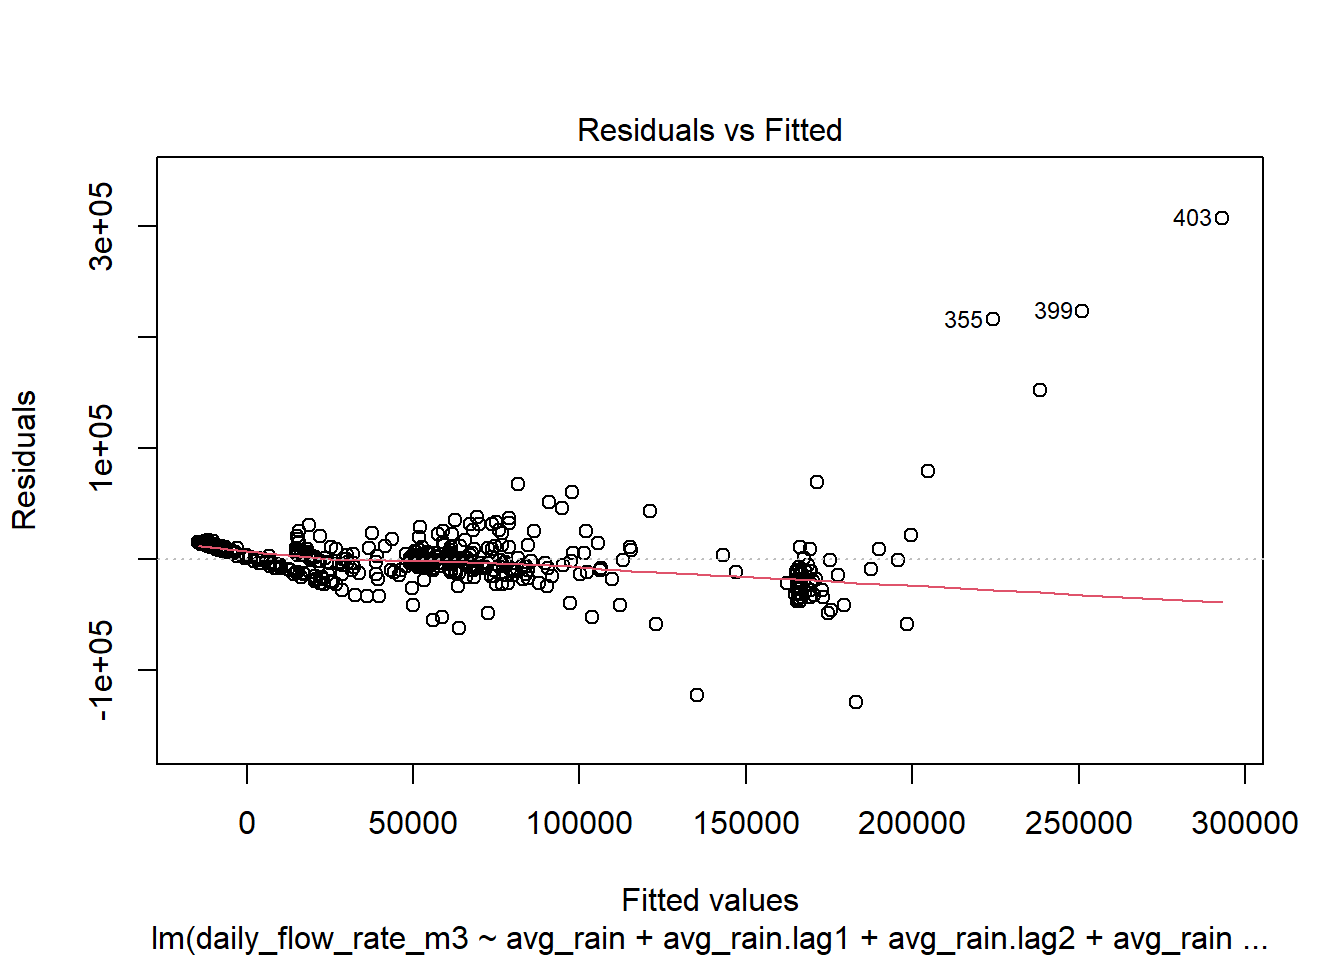 Residuals vs Fitted
Residuals
3e+05
1e+05
-1e+05
403
399
355
0 50000 100000 150000 200000 250000 300000
Fitted values
lm(daily_flow_rate_m3 ~ avg_rain + avg_rain.lag1 + avg_rain.lag2 + avg_rain ...